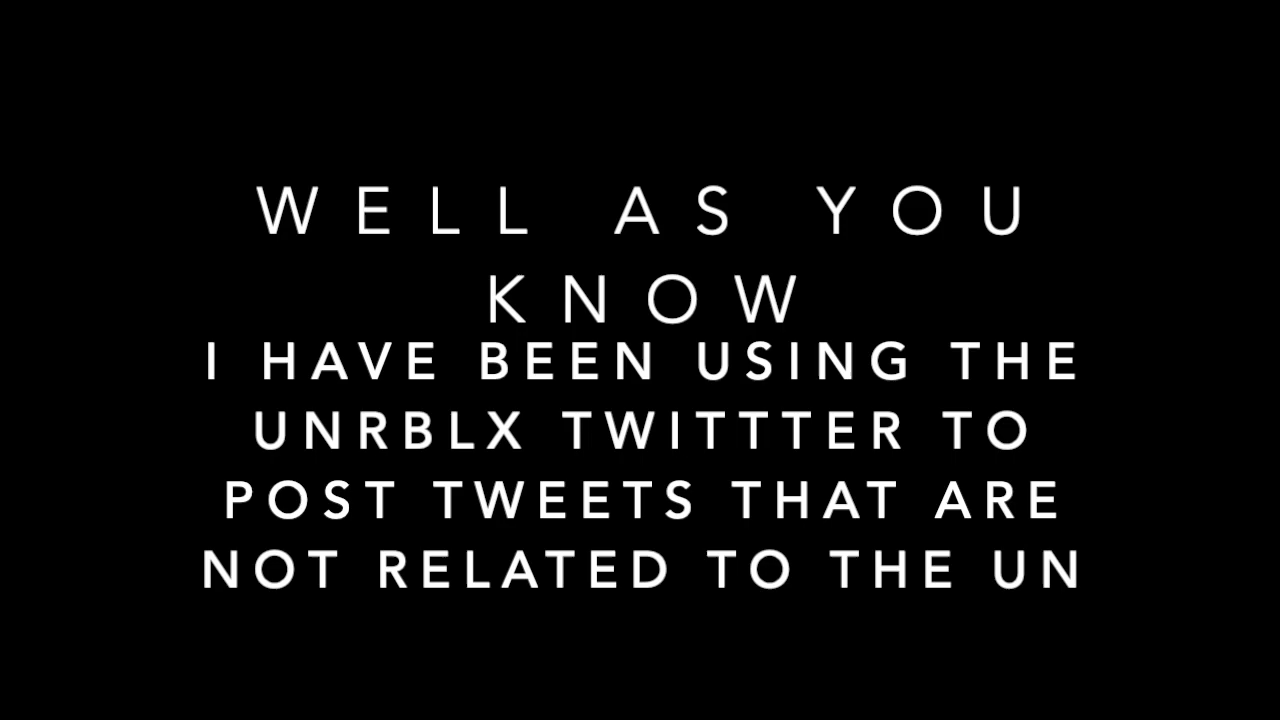 WELL AS YOU
KNOW
I HAVE BEEN USING THE
UNRBLX TWITTTER TO
POST TWEETS THAT ARE
NOT RELATED TO THE UN